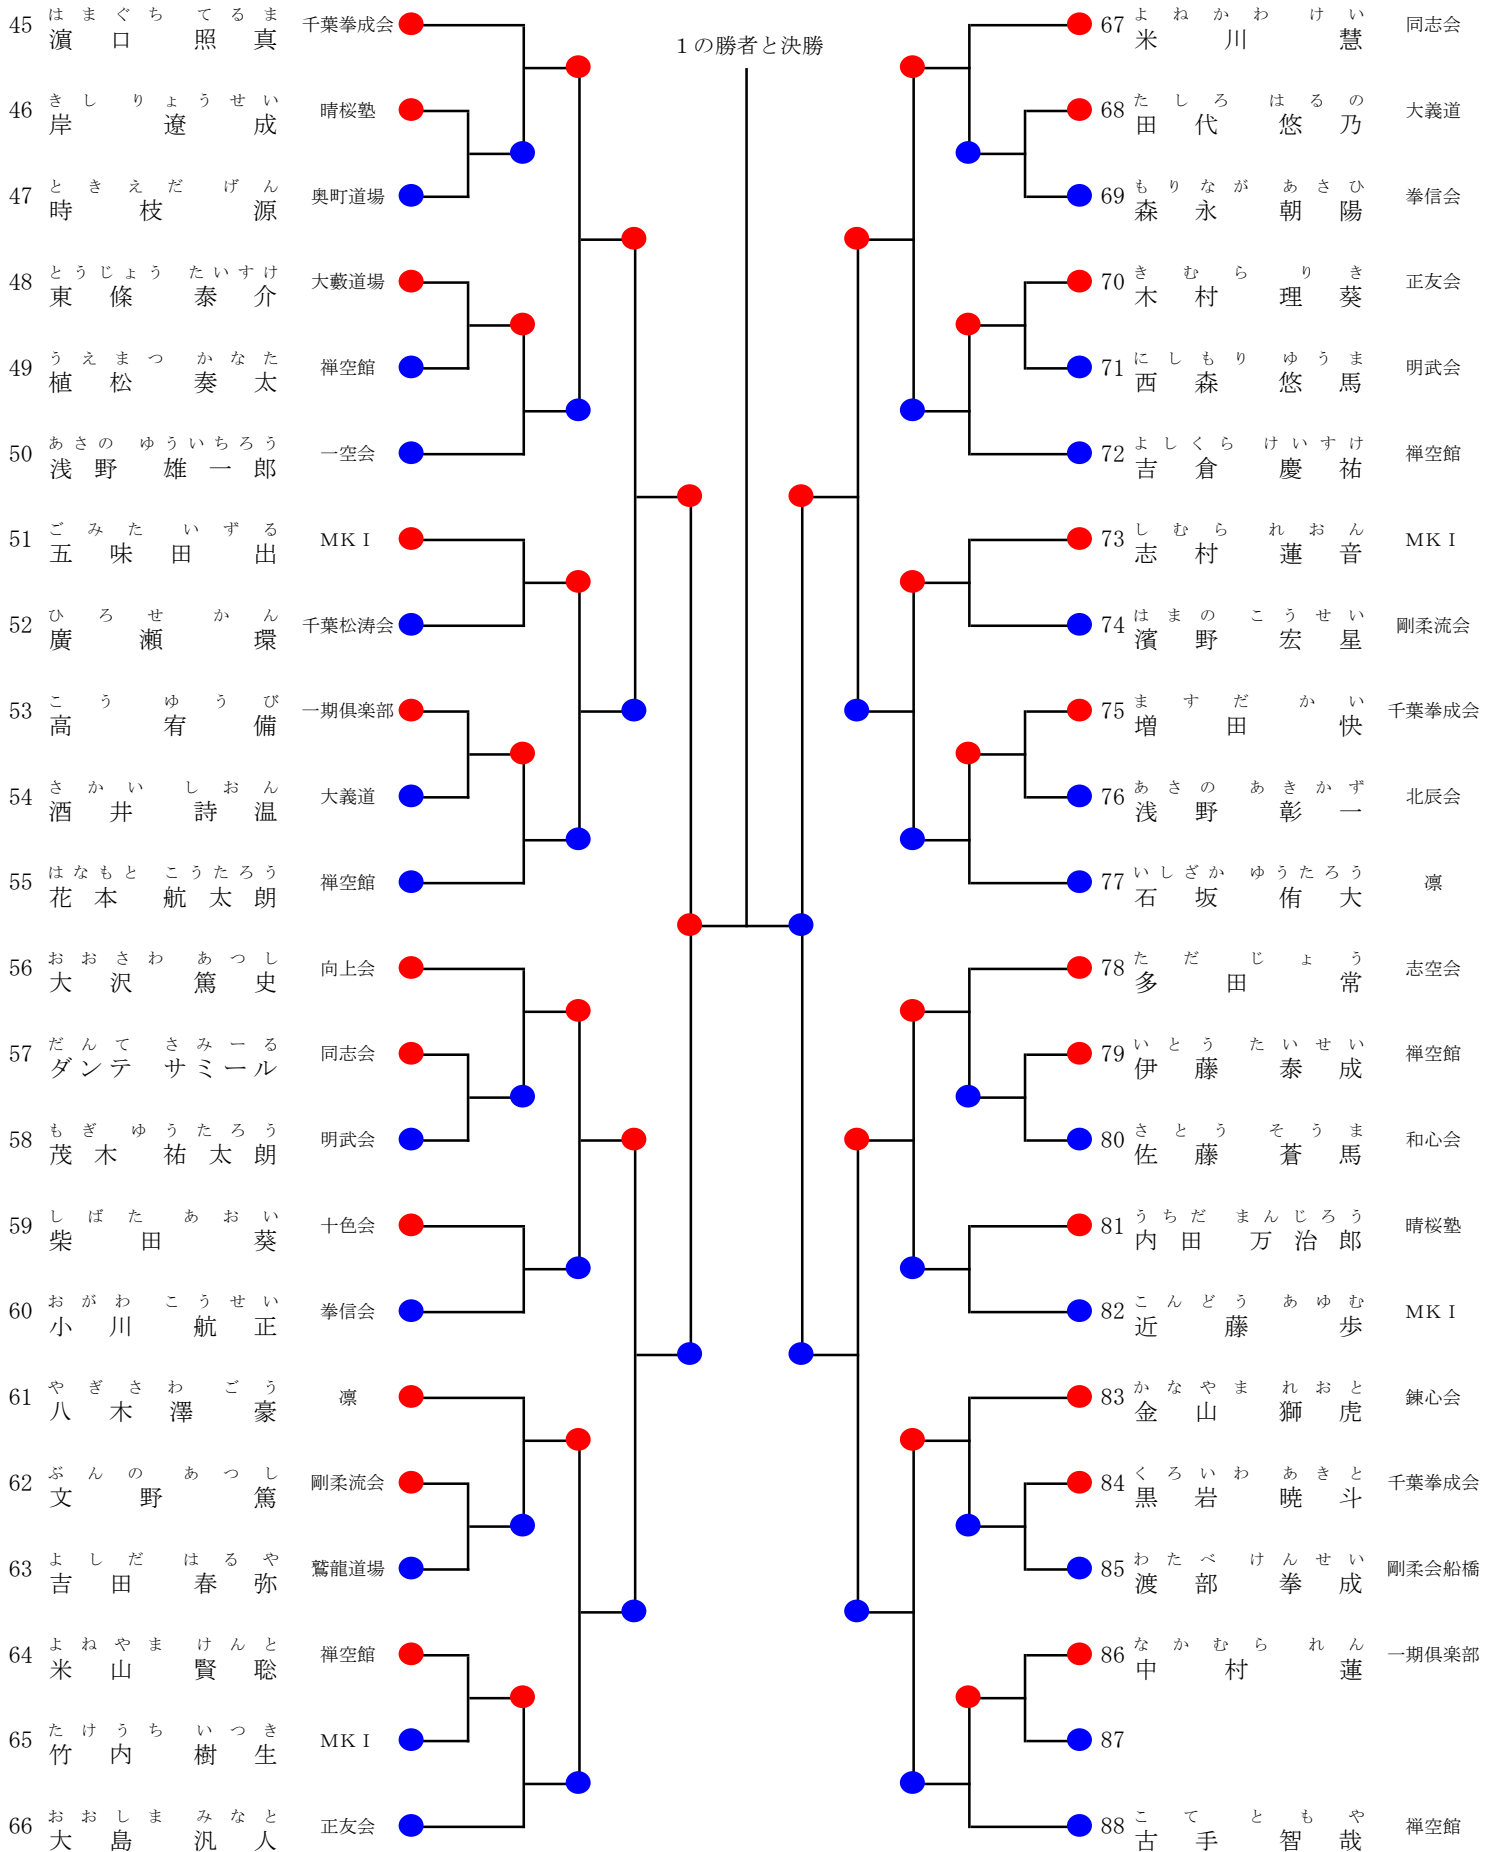 1の勝者と決勝
はまぐち てるま
45 濵口 照真 千葉拳成会
きし りょうせい
46 岸 遼成 晴桜塾
ときえだ げん
47 時枝 源 奥町道場
とうじょう たいすけ
48 東條 泰介 大藪道場
うえまつ かなた
49 植松 奏太 禅空館
あさの ゆういちろう
50 浅野 雄一郎 一空会
ごみた いずる
51 五味田 出 MKI
ひろせ かん
52 廣瀬 環 千葉松涛会
こう ゆうび
53 高 宥備 一期倶楽部
さかい しおん
54 酒井 詩温 大義道
はなもと こうたろう
55 花本 航太朗 禅空館
おおさわ あつし
56 大沢 篤史 向上会
だんて さみーる
57 ダンテ サミール 同志会
もぎ ゆうたろう
58 茂木 祐太朗 明武会
しばた あおい
59 柴田 葵 十色会
おがわ こうせい
60 小川 航正 拳信会
やぎさわ ごう
61 八木澤 豪 凛
ぶんの あつし
62 文野 篤 剛柔流会
よしだ はるや
63 吉田 春弥 鷲龍道場
よねやま けんと
64 米山 賢聡 禅空館
たけうち いつき
65 竹内 樹生 MKI
おおしま みなと
66 大島 汎人 正友会
よねかわ けい
67 米川 慧 同志会
たしろ はるの
68 田代 悠乃 大義道
もりなが あさひ
69 森永 朝陽 拳信会
きむら りき
70 木村 理葵 正友会
にしもり ゆうま
71 西森 悠馬 明武会
よしくら けいすけ
72 吉倉 慶祐 禅空館
しむら れおん
73 志村 蓮音 MKI
はまの こうせい
74 濱野 宏星 剛柔流会
ますだ かい
75 増田 快 千葉拳成会
あさの あきかず
76 浅野 彰一 北辰会
いしざか ゆうたろう
77 石坂 侑大 凛
ただ じょう
78 多田 常 志空会
いとう たいせい
79 伊藤 泰成 禅空館
さとう そうま
80 佐藤 蒼馬 和心会
うちだ まんじろう
81 内田 万治郎 晴桜塾
こんどう あゆむ
82 近藤 歩 MKI
かなやま れおと
83 金山 獅虎 錬心会
くろいわ あきと
84 黒岩 暁斗 千葉拳成会
わたべ けんせい
85 渡部 拳成 剛柔会船橋
なかむら れん
86 中村 蓮 一期倶楽部
87
こて ともや
88 古手 智哉 禅空館